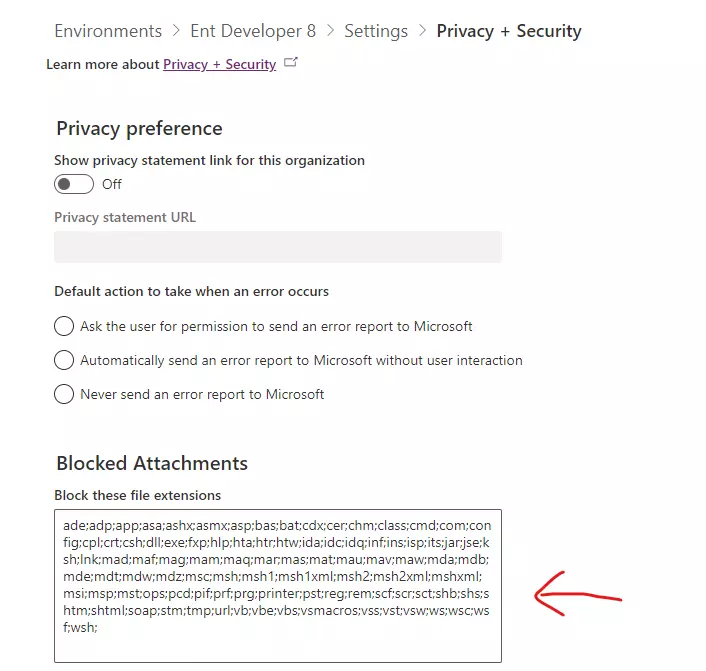 Environments > Ent Developer 8 > Settings > Privacy + Security
Learn more about Privacy + Security
Privacy preference
Show privacy statement link for this organization
Off
Privacy statement URL
Default action to take when an error occurs
Ask the user for permission to send an error report to Microsoft
Automatically send an error report to Microsoft without user interaction
Never send an error report to Microsoft
Blocked Attachments
Block these file extensions
ade;adp;app;asa;ashx;asmx;asp;bas;bat;cdx;cer;chm;class;cmd;com;con
fig;cpl;crt;csh;dll;exe;fxp;hlp;hta;htr;htw;ida;idc;idq;inf;ins;isp;its;jar;jse;k
sh;lnk;mad;maf;mag;mam;maq;mar;mas;mat;mau;mav;maw;mda;mdb;
mde;mdt;mdw;mdz;msc;msh;msh1;msh1xml;msh2;msh2xml;mshxml;
msi;msp;mst;ops;pcd;pif;prf;prg;printer;pst;reg;rem;scf;scr;sct;shb;shs;s
htm;shtml;soap;stm;tmp;url;vb;vbe;vbs;vsmacros;vss;vst;vsw;ws;wsc;ws
f;wsh;